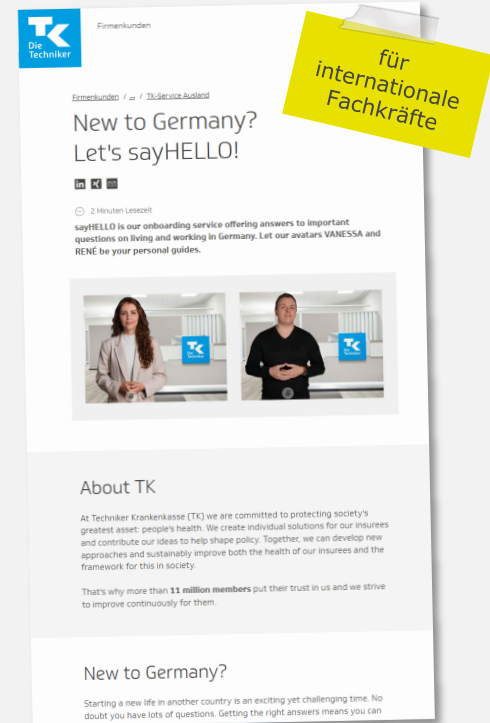 Die
Techniker
Firmenkunden
für
internationale
Fachkräfte
Firmenkunden / ... / TK-Service Ausland
New to Germany?
Let's sayHELLO!
2 Minuten Lesezeit
sayHELLO is our onboarding service offering answers to important
questions on living and working in Germany. Let our avatars VANESSA and
RENÉ be your personal guides.
Die
Techniker
Die
Techniker
About TK
At Techniker Krankenkasse (TK) we are committed to protecting society's
greatest asset: people's health. We create individual solutions for our insurees
and contribute our ideas to help shape policy. Together, we can develop new
approaches and sustainably improve both the health of our insurees and the
framework for this in society.
That's why more than 11 million members put their trust in us and we strive
to improve continuously for them.
New to Germany?
Starting a new life in another country is an exciting yet challenging time. No
doubt you have lots of questions. Getting the right answers means you can